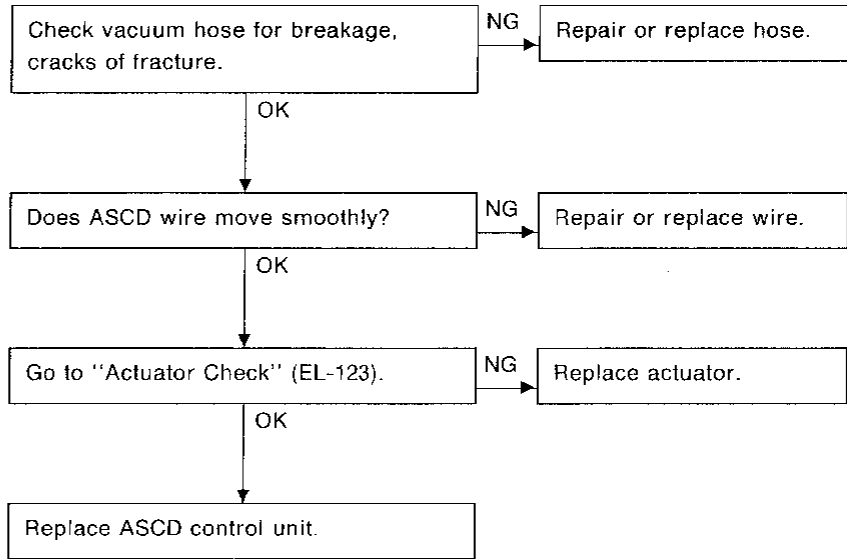 Check vacuum hose for breakage,
cracks of fracture.
NG
Repair or replace hose.
OK
Does ASCD wire move smoothly?
NG
Repair or replace wire.
OK
Go to "Actuator Check" (EL-123).
NG
Replace actuator.
OK
Replace ASCD control unit.